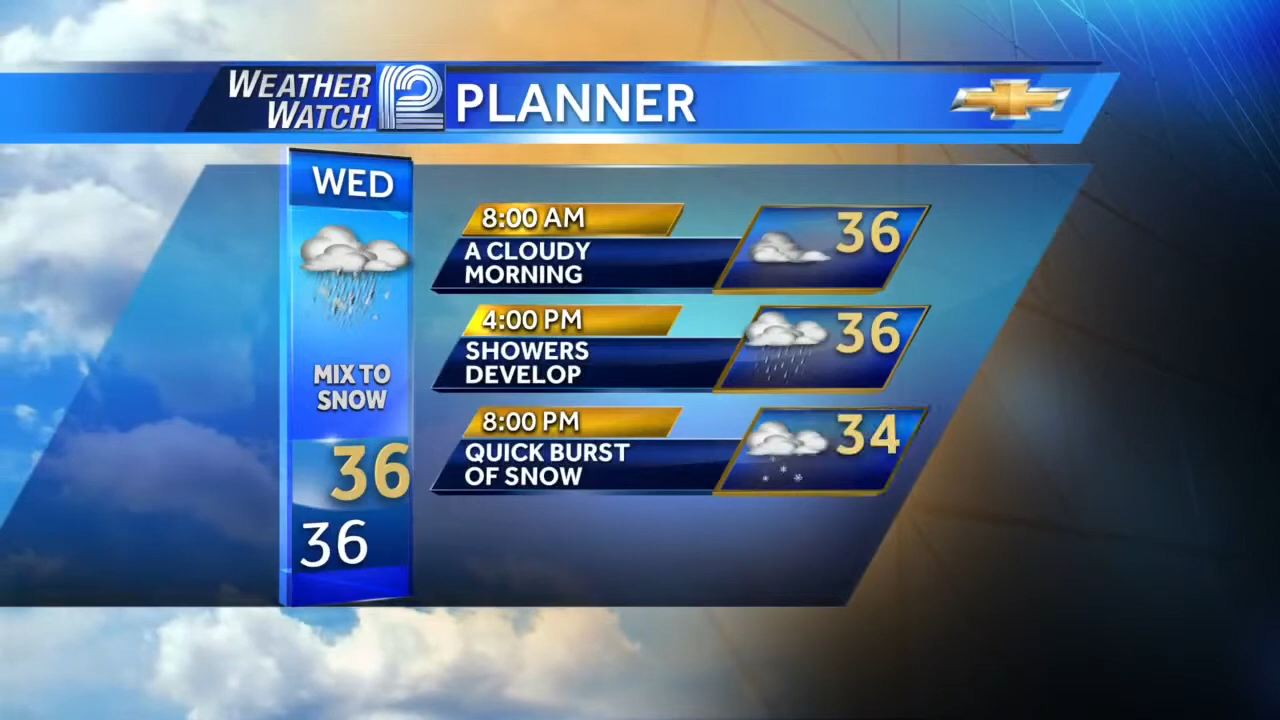 WEATHER
WATCH 12 PLANNER
WED
MIX TO
SNOW
36
36
8:00 AM
A CLOUDY
MORNING
36
4:00 PM
SHOWERS
DEVELOP
36
8:00 PM
QUICK BURST
OF SNOW
34